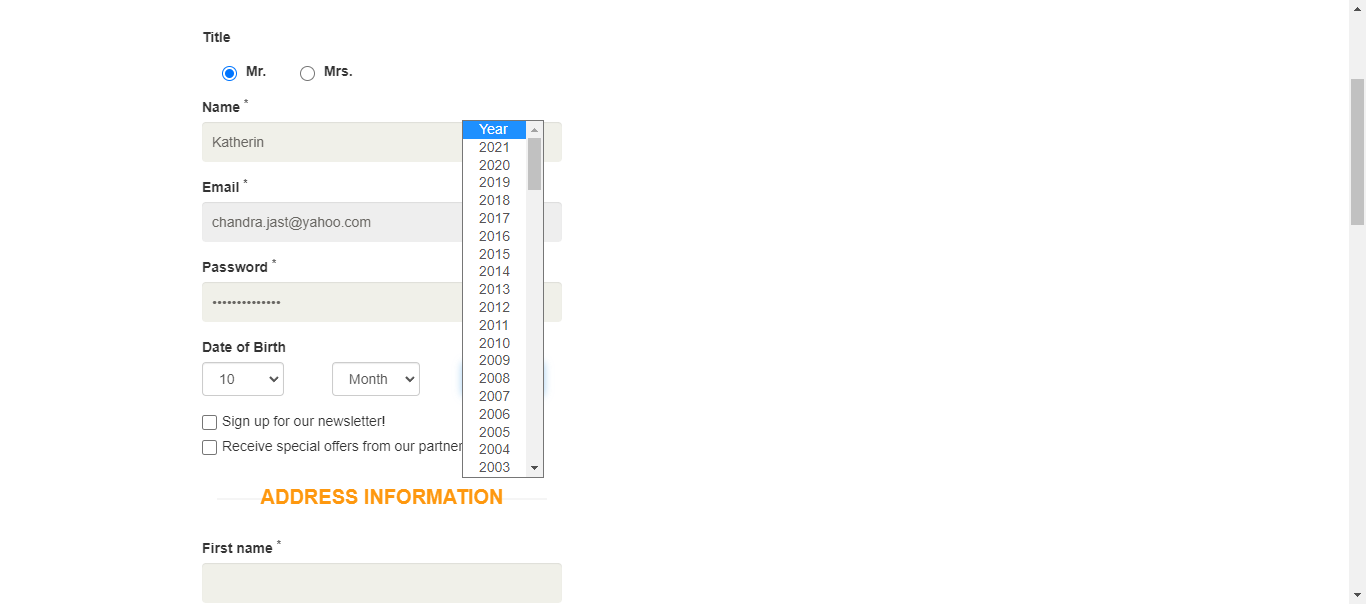 Title
Mr. Mrs.
Name *
Katherin
Email *
chandra.jast@yahoo.com
Password *
••••••••••••••
Date of Birth
10 Month
Year
2021
2020
2019
2018
2017
2016
2015
2014
2013
2012
2011
2010
2009
2008
2007
2006
2005
2004
2003
Sign up for our newsletter!
Receive special offers from our partner
ADDRESS INFORMATION
First name *